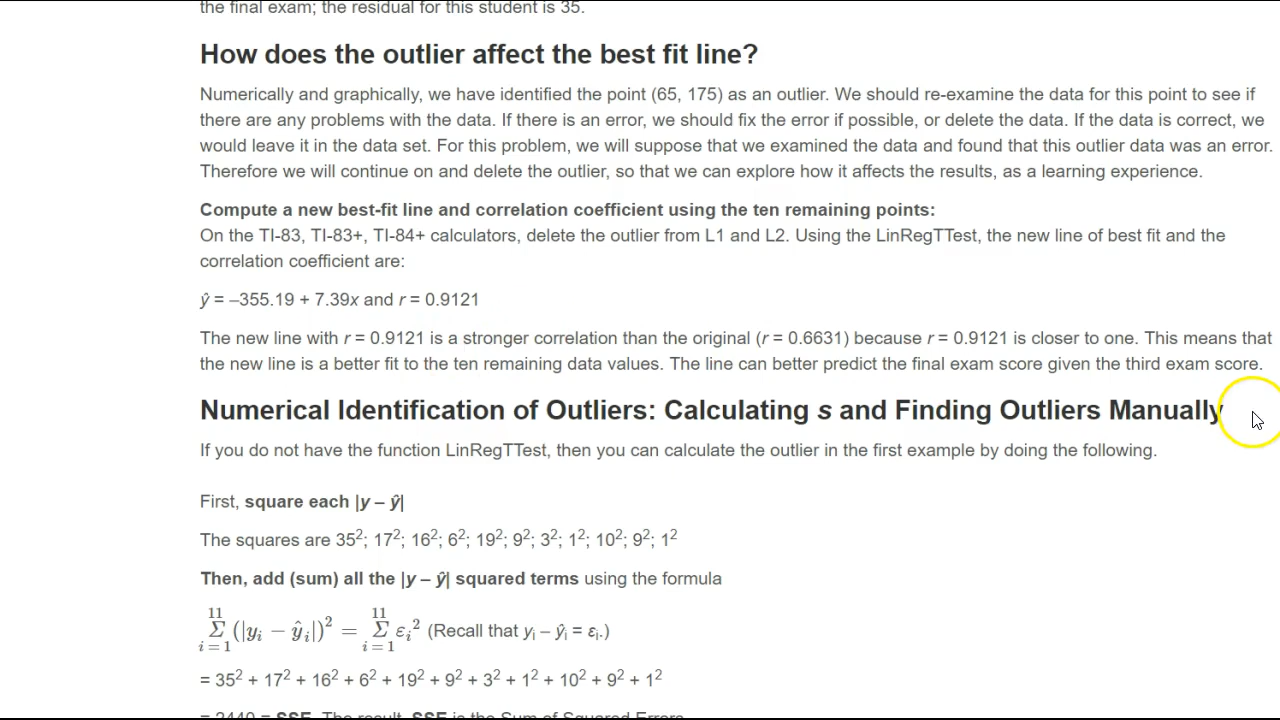 the final exam; the residual for this student is 35.
How does the outlier affect the best fit line?
Numerically and graphically, we have identified the point (65, 175) as an outlier. We should re-examine the data for this point to see if
there are any problems with the data. If there is an error, we should fix the error if possible, or delete the data. If the data is correct, we
would leave it in the data set. For this problem, we will suppose that we examined the data and found that this outlier data was an error.
Therefore we will continue on and delete the outlier, so that we can explore how it affects the results, as a learning experience.
Compute a new best-fit line and correlation coefficient using the ten remaining points:
On the TI-83, TI-83+, TI-84+ calculators, delete the outlier from L1 and L2. Using the LinRegTTest, the new line of best fit and the
correlation coefficient are:
ŷ = –355.19 + 7.39x and r = 0.9121
The new line with r = 0.9121 is a stronger correlation than the original (r = 0.6631) because r = 0.9121 is closer to one. This means that
the new line is a better fit to the ten remaining data values. The line can better predict the final exam score given the third exam score.
Numerical Identification of Outliers: Calculating s and Finding Outliers Manually
If you do not have the function LinRegTTest, then you can calculate the outlier in the first example by doing the following.
First, square each |y – ŷ|
The squares are 35²; 17²; 16²; 6²; 19²; 9²; 3²; 1²; 10²; 9²; 1²
Then, add (sum) all the |y – ŷ| squared terms using the formula
11 Σ i = 1 (|yᵢ − ŷᵢ|)² = 11 Σ i = 1 εᵢ² (Recall that yᵢ – ŷᵢ = εᵢ.)
= 35² + 17² + 16² + 6² + 19² + 9² + 3² + 1² + 10² + 9² + 1²
= 2440 = SSE. The result, SSE is the Sum of Squared Errors.